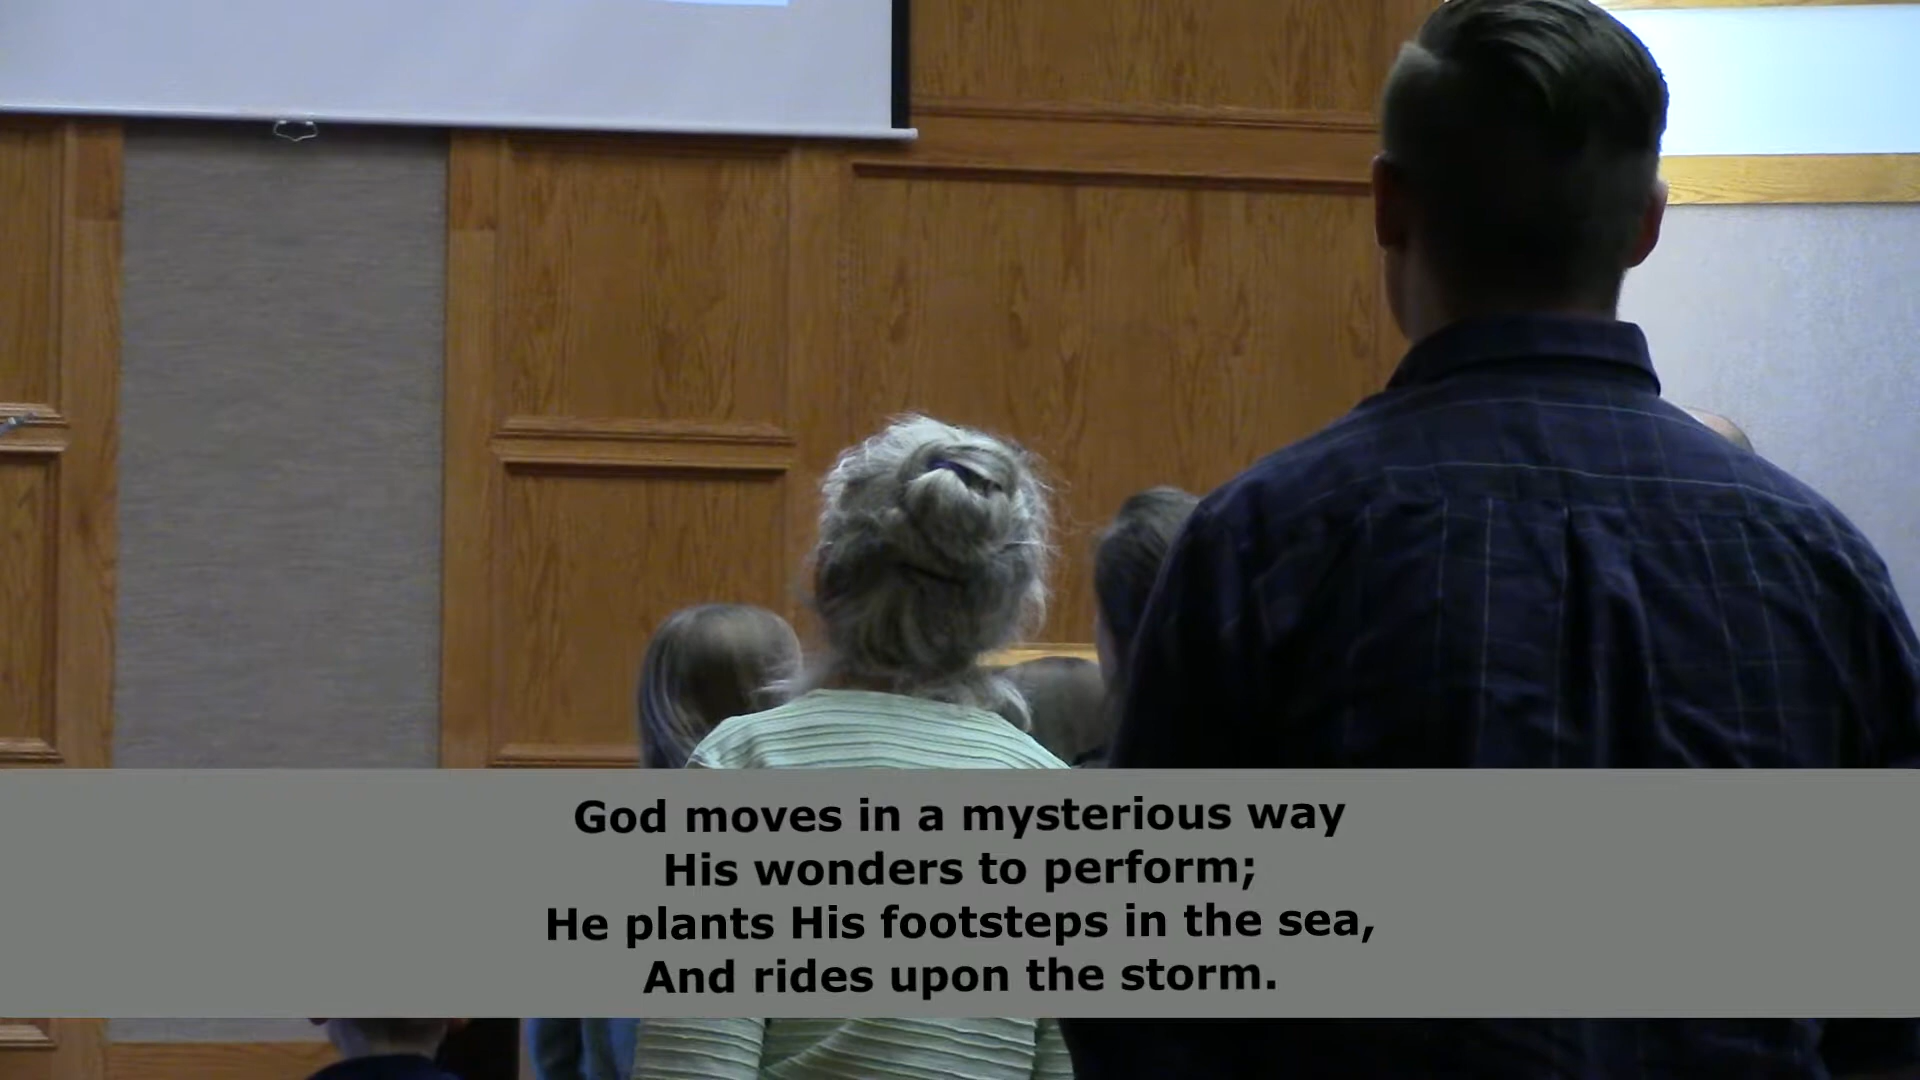 God moves in a mysterious way
His wonders to perform;
He plants His footsteps in the sea,
And rides upon the storm.